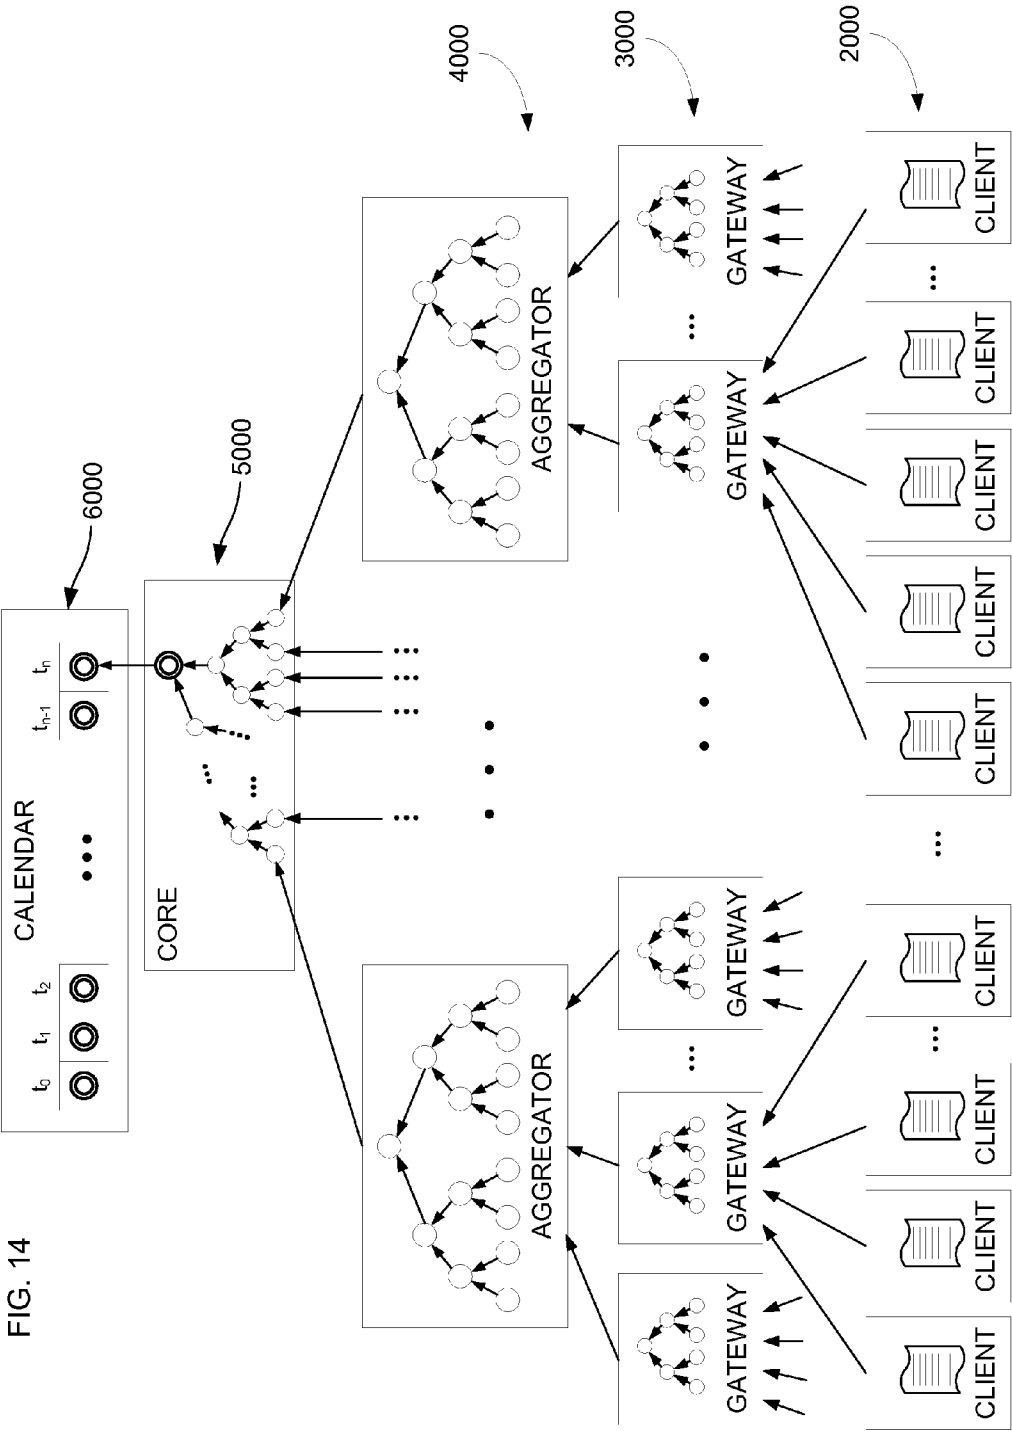 FIG. 14
CALENDAR
t0 t1 t2 ••• tn-1 tn
6000
CORE
5000
4000
AGGREGATOR
AGGREGATOR
3000
GATEWAY
GATEWAY
GATEWAY
GATEWAY
GATEWAY
2000
CLIENT
CLIENT
CLIENT
CLIENT
CLIENT
CLIENT
CLIENT
CLIENT
CLIENT